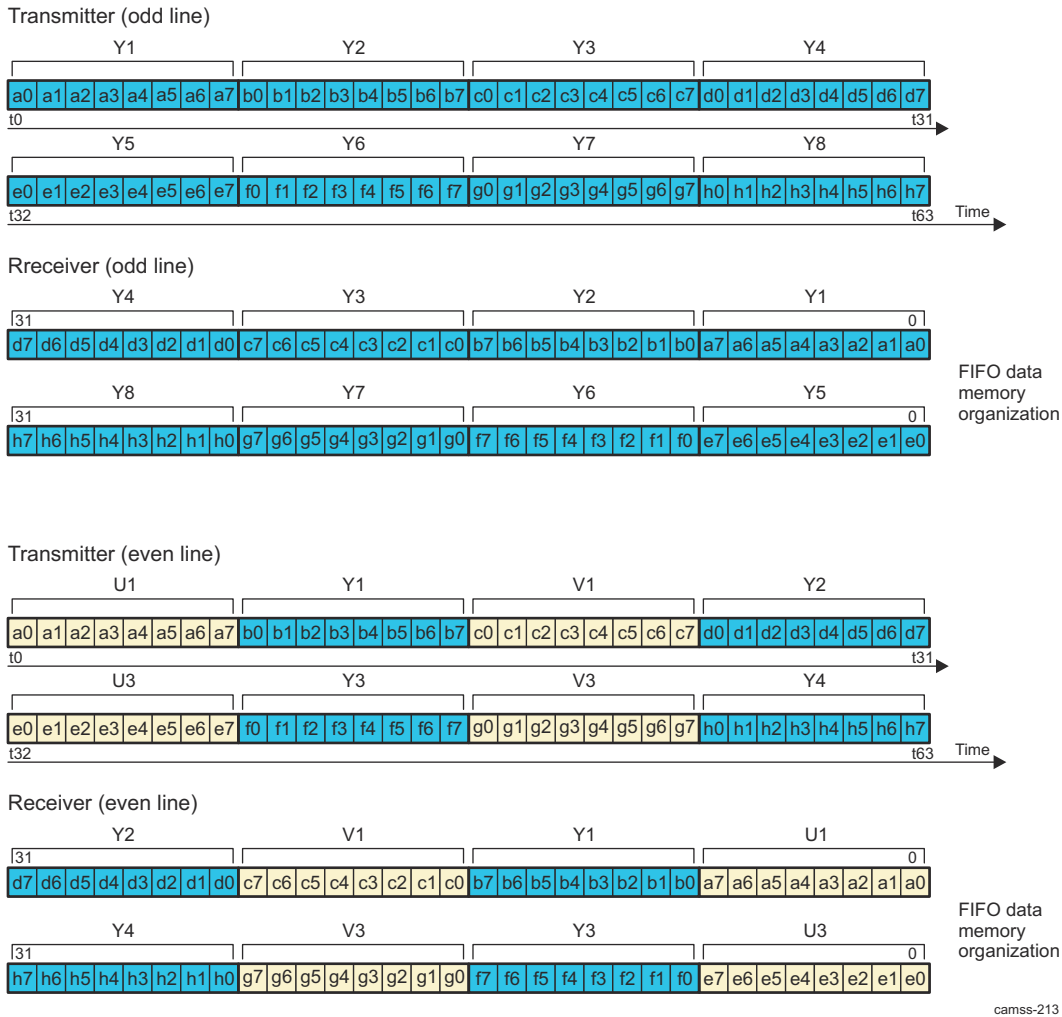 Transmitter (odd line)
Y1 Y2 Y3 Y4
a0 a1 a2 a3 a4 a5 a6 a7 b0 b1 b2 b3 b4 b5 b6 b7 c0 c1 c2 c3 c4 c5 c6 c7 d0 d1 d2 d3 d4 d5 d6 d7
t0 t31
Y5 Y6 Y7 Y8
e0 e1 e2 e3 e4 e5 e6 e7 f0 f1 f2 f3 f4 f5 f6 f7 g0 g1 g2 g3 g4 g5 g6 g7 h0 h1 h2 h3 h4 h5 h6 h7
t32 t63 Time
Rreceiver (odd line)
Y4 Y3 Y2 Y1
31 0
d7 d6 d5 d4 d3 d2 d1 d0 c7 c6 c5 c4 c3 c2 c1 c0 b7 b6 b5 b4 b3 b2 b1 b0 a7 a6 a5 a4 a3 a2 a1 a0
Y8 Y7 Y6 Y5
31 0
h7 h6 h5 h4 h3 h2 h1 h0 g7 g6 g5 g4 g3 g2 g1 g0 f7 f6 f5 f4 f3 f2 f1 f0 e7 e6 e5 e4 e3 e2 e1 e0
FIFO data
memory
organization
Transmitter (even line)
U1 Y1 V1 Y2
a0 a1 a2 a3 a4 a5 a6 a7 b0 b1 b2 b3 b4 b5 b6 b7 c0 c1 c2 c3 c4 c5 c6 c7 d0 d1 d2 d3 d4 d5 d6 d7
t0 t31
U3 Y3 V3 Y4
e0 e1 e2 e3 e4 e5 e6 e7 f0 f1 f2 f3 f4 f5 f6 f7 g0 g1 g2 g3 g4 g5 g6 g7 h0 h1 h2 h3 h4 h5 h6 h7
t32 t63 Time
Receiver (even line)
Y2 V1 Y1 U1
31 0
d7 d6 d5 d4 d3 d2 d1 d0 c7 c6 c5 c4 c3 c2 c1 c0 b7 b6 b5 b4 b3 b2 b1 b0 a7 a6 a5 a4 a3 a2 a1 a0
Y4 V3 Y3 U3
31 0
h7 h6 h5 h4 h3 h2 h1 h0 g7 g6 g5 g4 g3 g2 g1 g0 f7 f6 f5 f4 f3 f2 f1 f0 e7 e6 e5 e4 e3 e2 e1 e0
FIFO data
memory
organization
camss-213